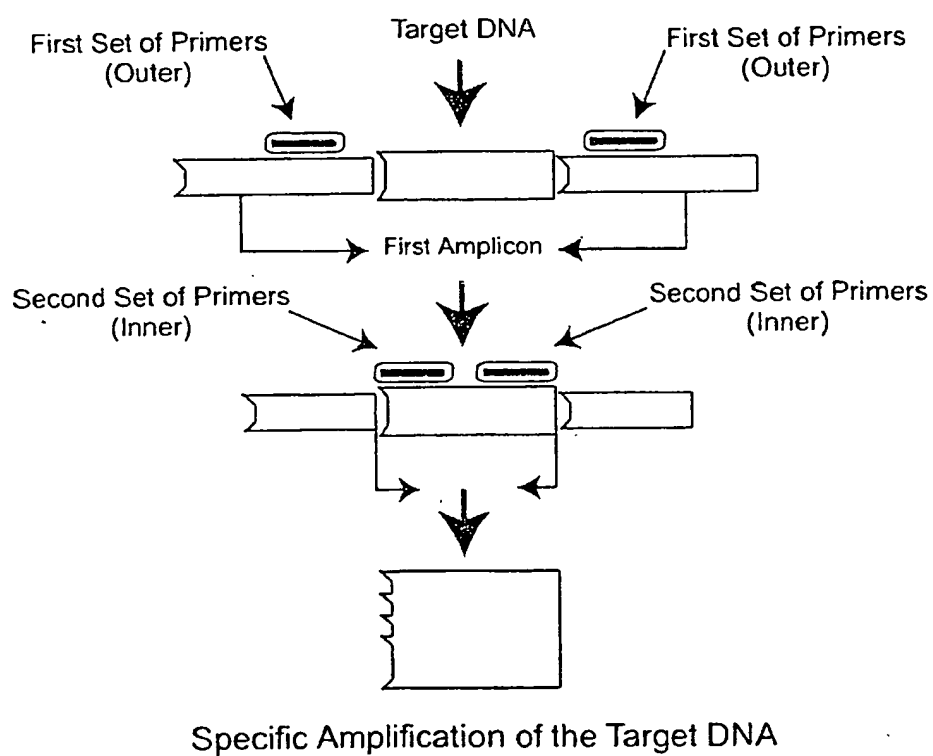 First Set of Primers
(Outer)
Target DNA
First Set of Primers
(Outer)
First Amplicon
Second Set of Primers
(Inner)
Second Set of Primers
(Inner)
Specific Amplification of the Target DNA